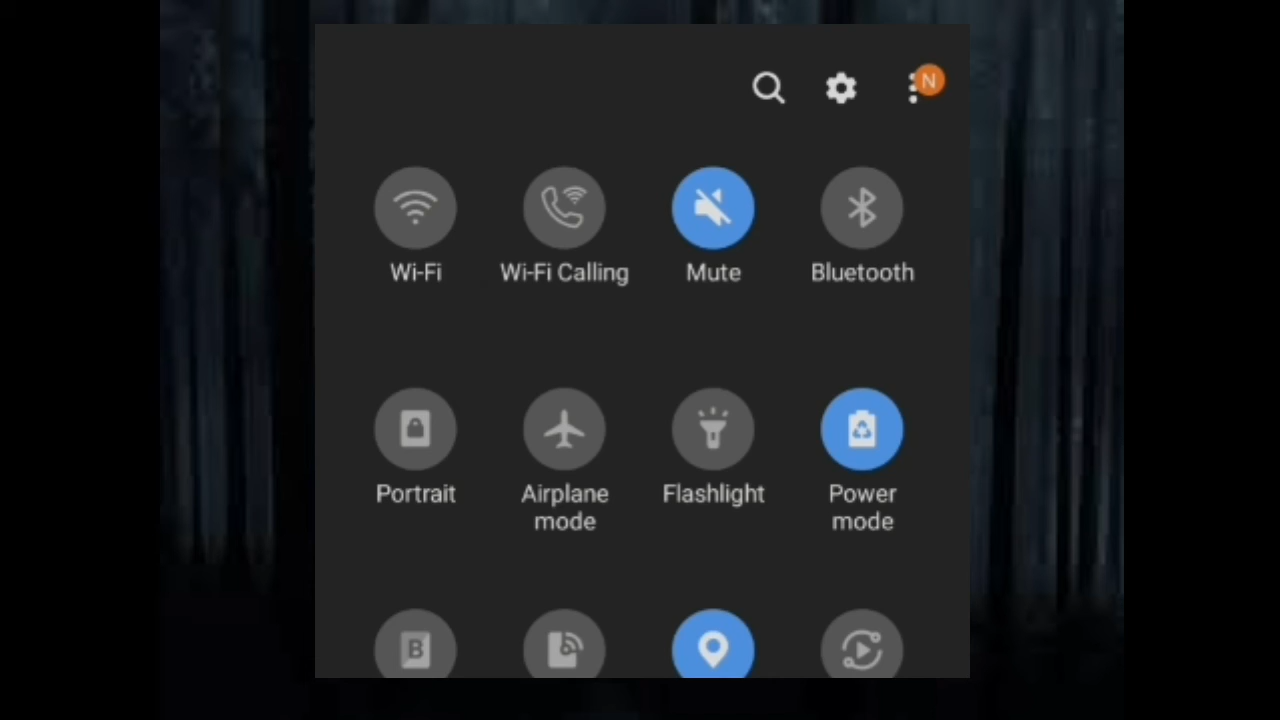 N
Wi-Fi
Wi-Fi Calling
Mute
Bluetooth
Portrait
Airplane
mode
Flashlight
Power
mode
B